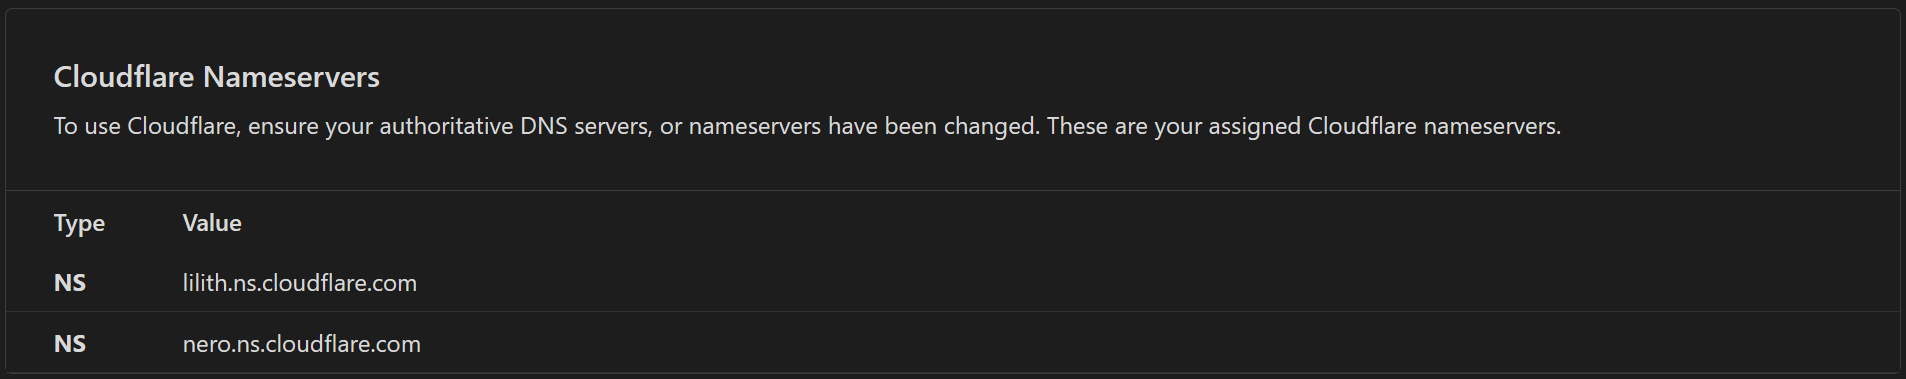 Cloudflare Nameservers
To use Cloudflare, ensure your authoritative DNS servers, or nameservers have been changed. These are your assigned Cloudflare nameservers.
Type Value
NS lilith.ns.cloudflare.com
NS nero.ns.cloudflare.com